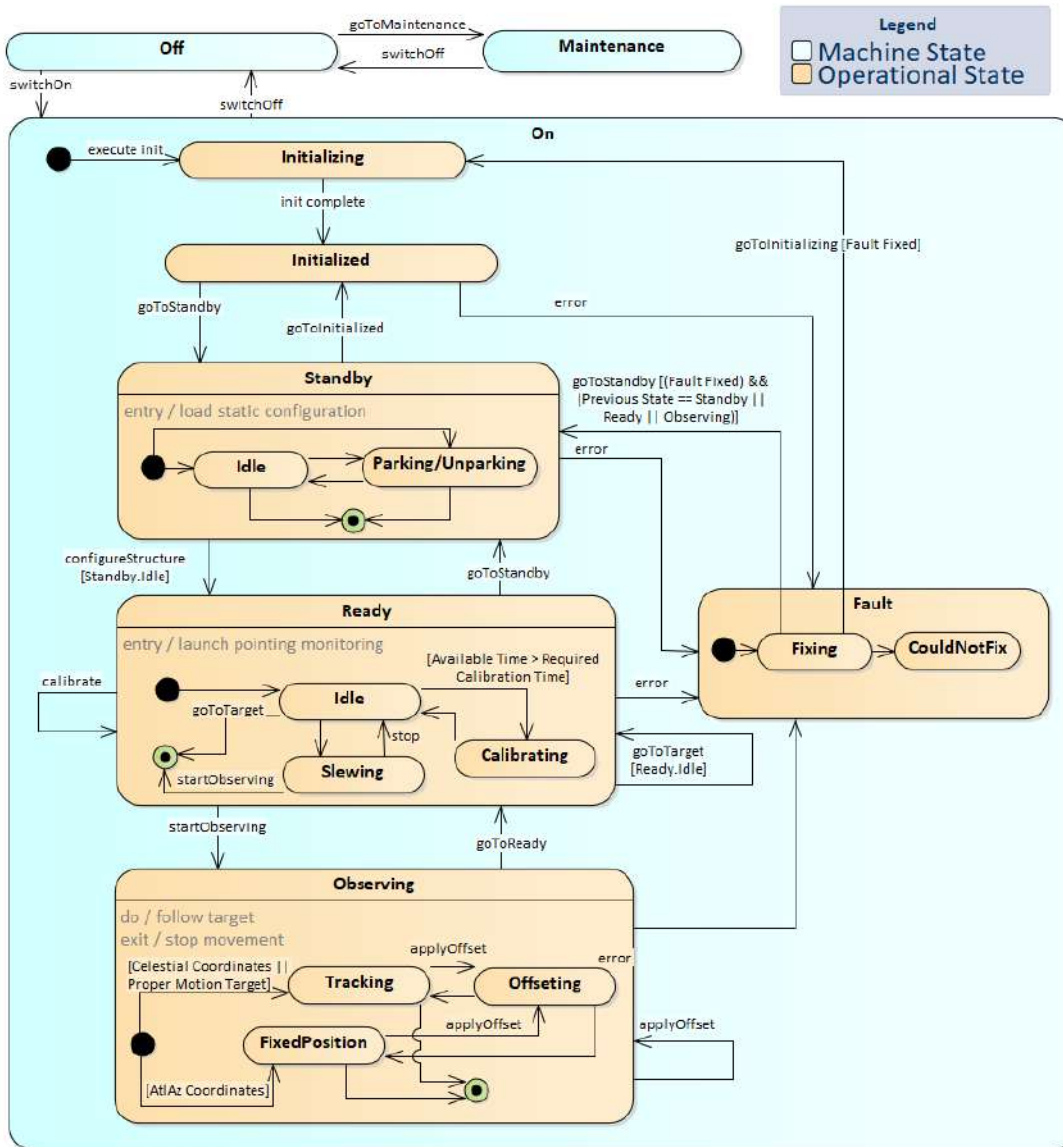 goToMaintenance
Off
Maintenance
switchOff
Legend
Machine State
Operational State
switchOn
switchOff
On
execute init
Initializing
init complete
goToInitializing [Fault Fixed]
Initialized
goToStandby
goToInitialized
error
Standby
entry / load static configuration
goToStandby [(Fault Fixed) &&
(Previous State == Standby ||
Ready || Observing)]
Idle
Parking/Unparking
error
configureStructure
[Standby.Idle]
goToStandby
Ready
entry / launch pointing monitoring
Fault
Fixing
CouldNotFix
[Available Time > Required
Calibration Time]
calibrate
Idle
error
goToTarget
stop
Calibrating
goToTarget
[Ready.Idle]
Slewing
startObserving
startObserving
goToReady
Observing
do / follow target
exit / stop movement
applyOffset
error
[Celestial Coordinates ||
Proper Motion Target]
Tracking
Offseting
applyOffset
applyOffset
FixedPosition
[AtlAz Coordinates]